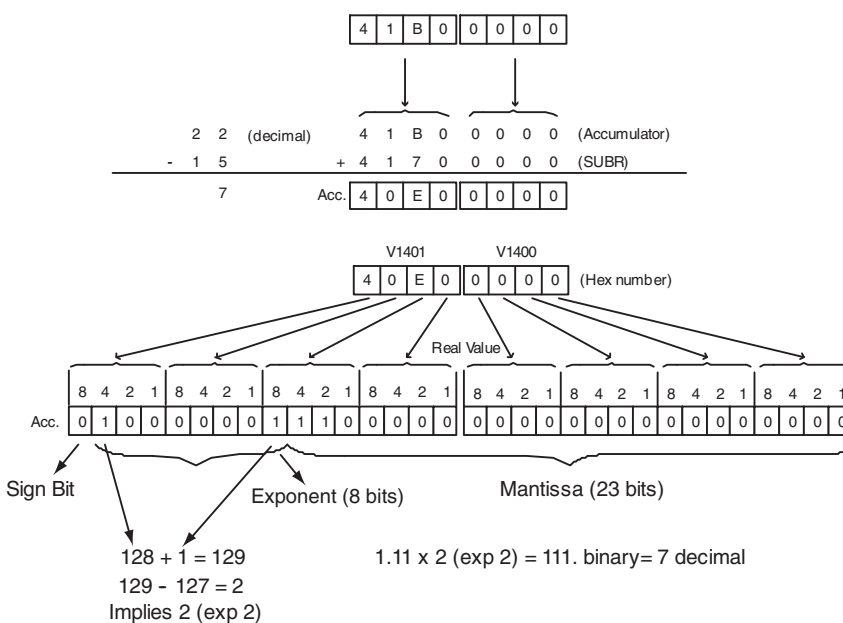 4 1 B 0 0 0 0 0
2 2 (decimal) 4 1 B 0 0 0 0 0 (Accumulator)
- 1 5 + 4 1 7 0 0 0 0 0 (SUBR)
7 Acc. 4 0 E 0 0 0 0 0
V1401 V1400
4 0 E 0 0 0 0 0 (Hex number)
Real Value
8 4 2 1 8 4 2 1 8 4 2 1 8 4 2 1 8 4 2 1 8 4 2 1 8 4 2 1 8 4 2 1
Acc. 0 1 0 0 0 0 0 0 1 1 1 0 0 0 0 0 0 0 0 0 0 0 0 0 0 0 0 0 0 0 0 0
Sign Bit Exponent (8 bits) Mantissa (23 bits)
128 + 1 = 129 1.11 x 2 (exp 2) = 111. binary= 7 decimal
129 - 127 = 2
Implies 2 (exp 2)